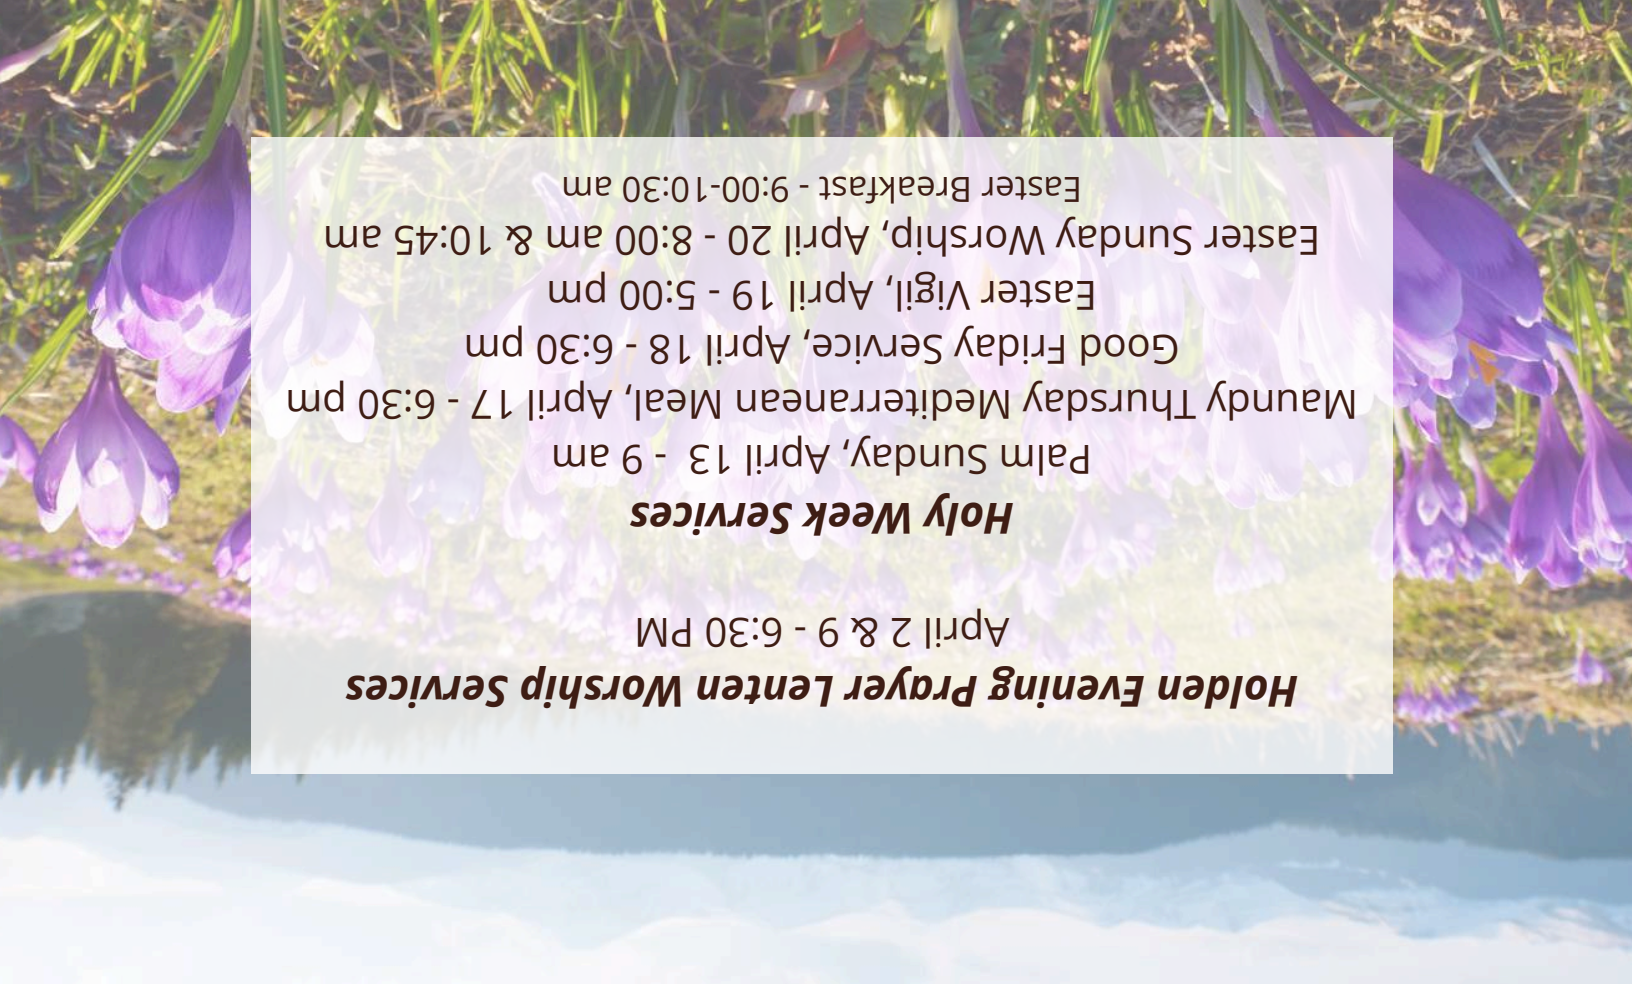 Holden Evening Prayer Lenten Worship Services
April 2 & 9 - 6:30 PM
Holy Week Services
Palm Sunday, April 13 - 9 am
Maundy Thursday Mediterranean Meal, April 17 - 6:30 pm
Good Friday Service, April 18 - 6:30 pm
Easter Vigil, April 19 - 5:00 pm
Easter Sunday Worship, April 20 - 8:00 am & 10:45 am
Easter Breakfast - 9:00-10:30 am